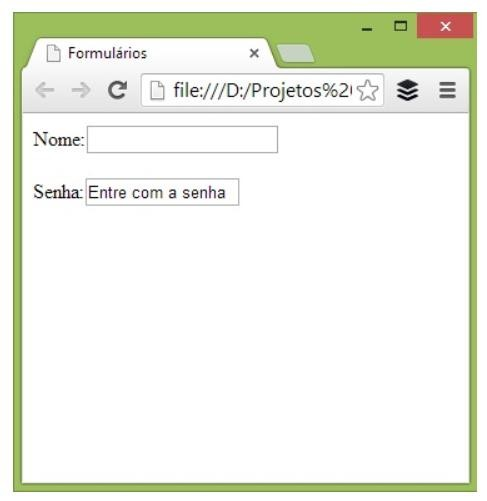 Formulários
file:///D:/Projetos%2
Nome:
Senha: Entre com a senha